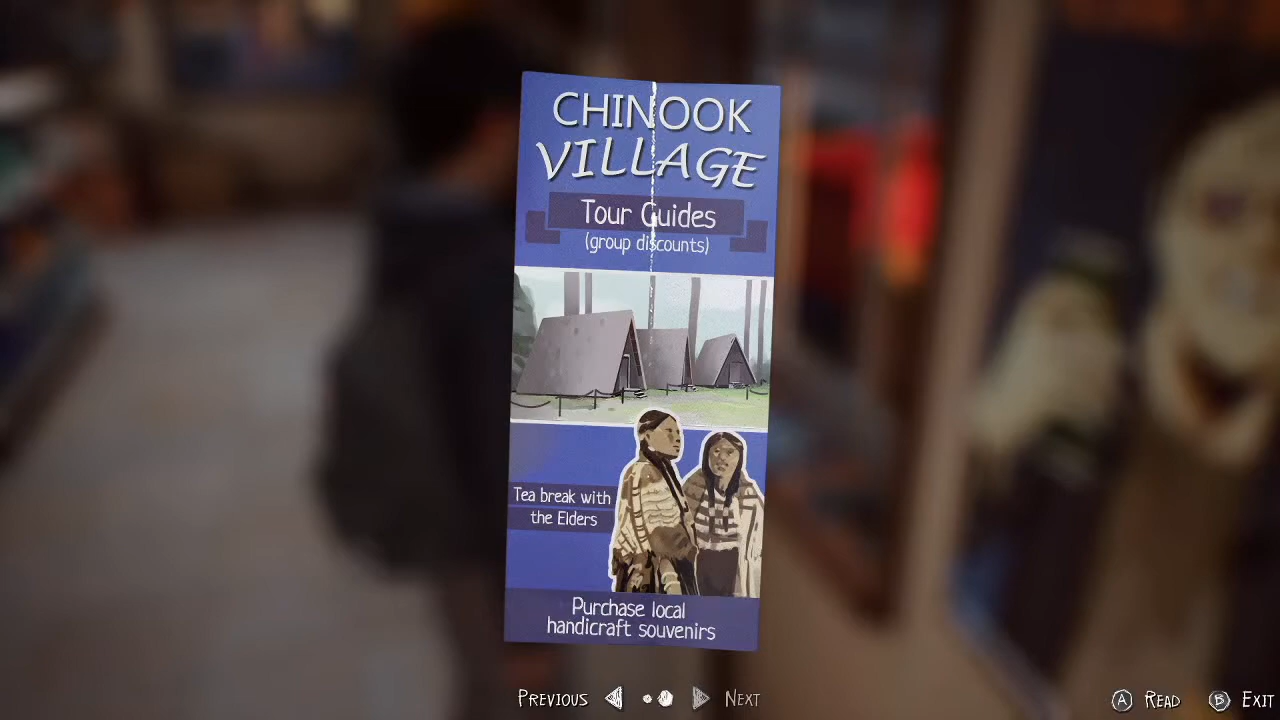 CHINOOK
VILLAGE
Tour Guides
(group discounts)
Tea break with
the Elders
Purchase local
handicraft souvenirs
PREVIOUS
NEXT
A READ
B EXIT